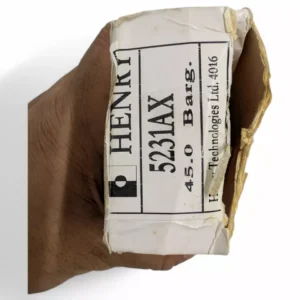 HENRY
5231AX
45.0 Barg.
Technologies Ltd. 4016